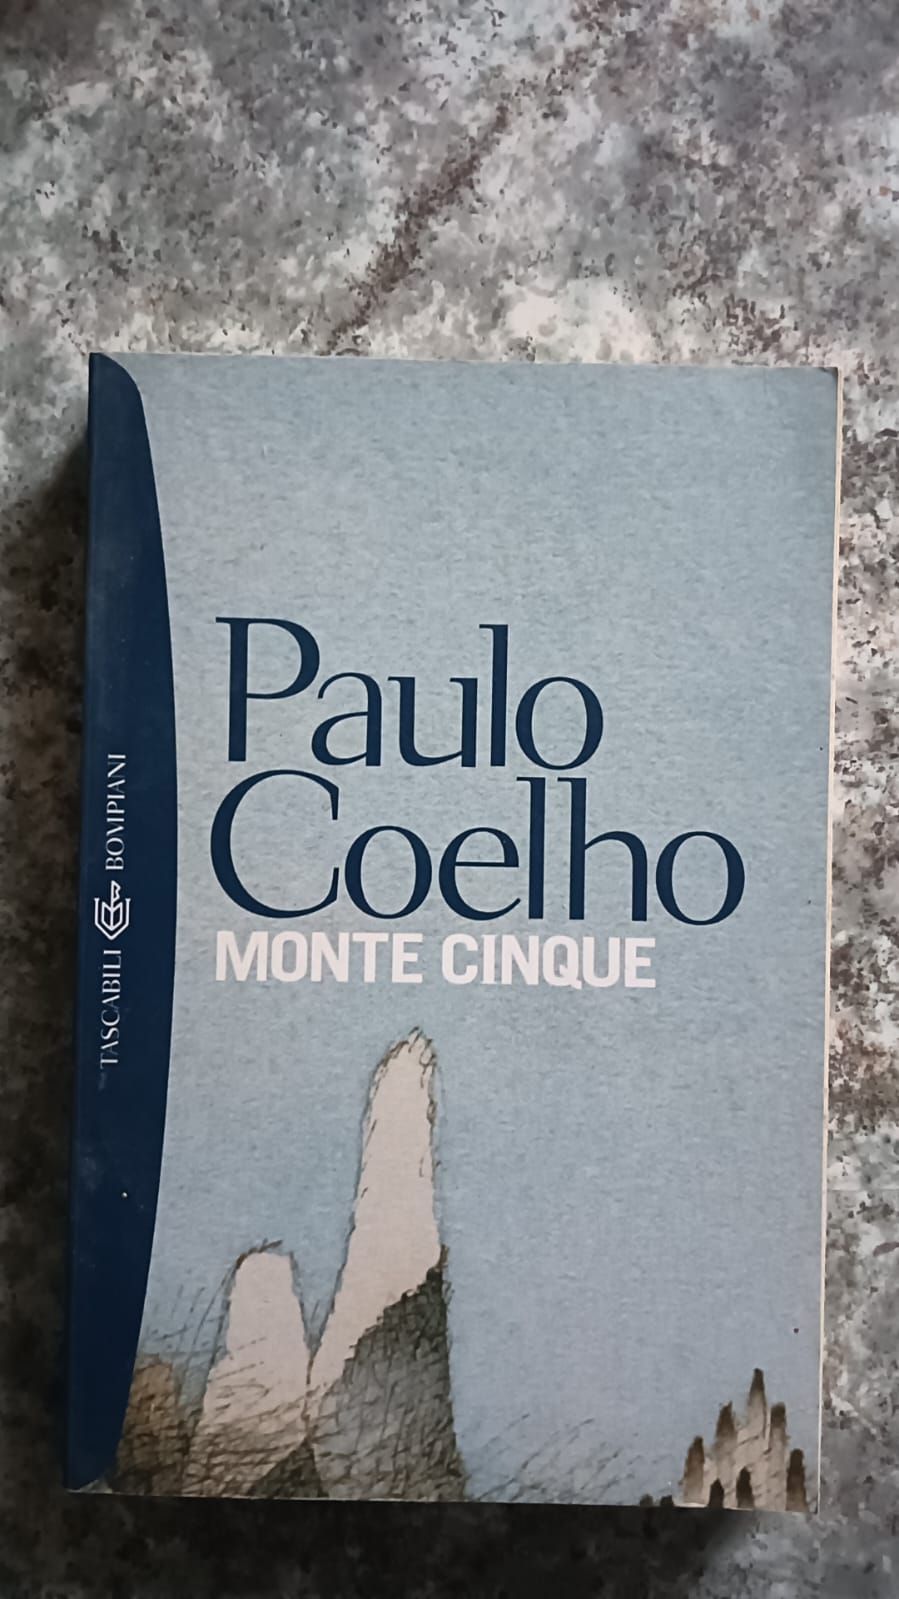 Paulo
Coelho
MONTE CINQUE
TASCABILI BOMPIANI